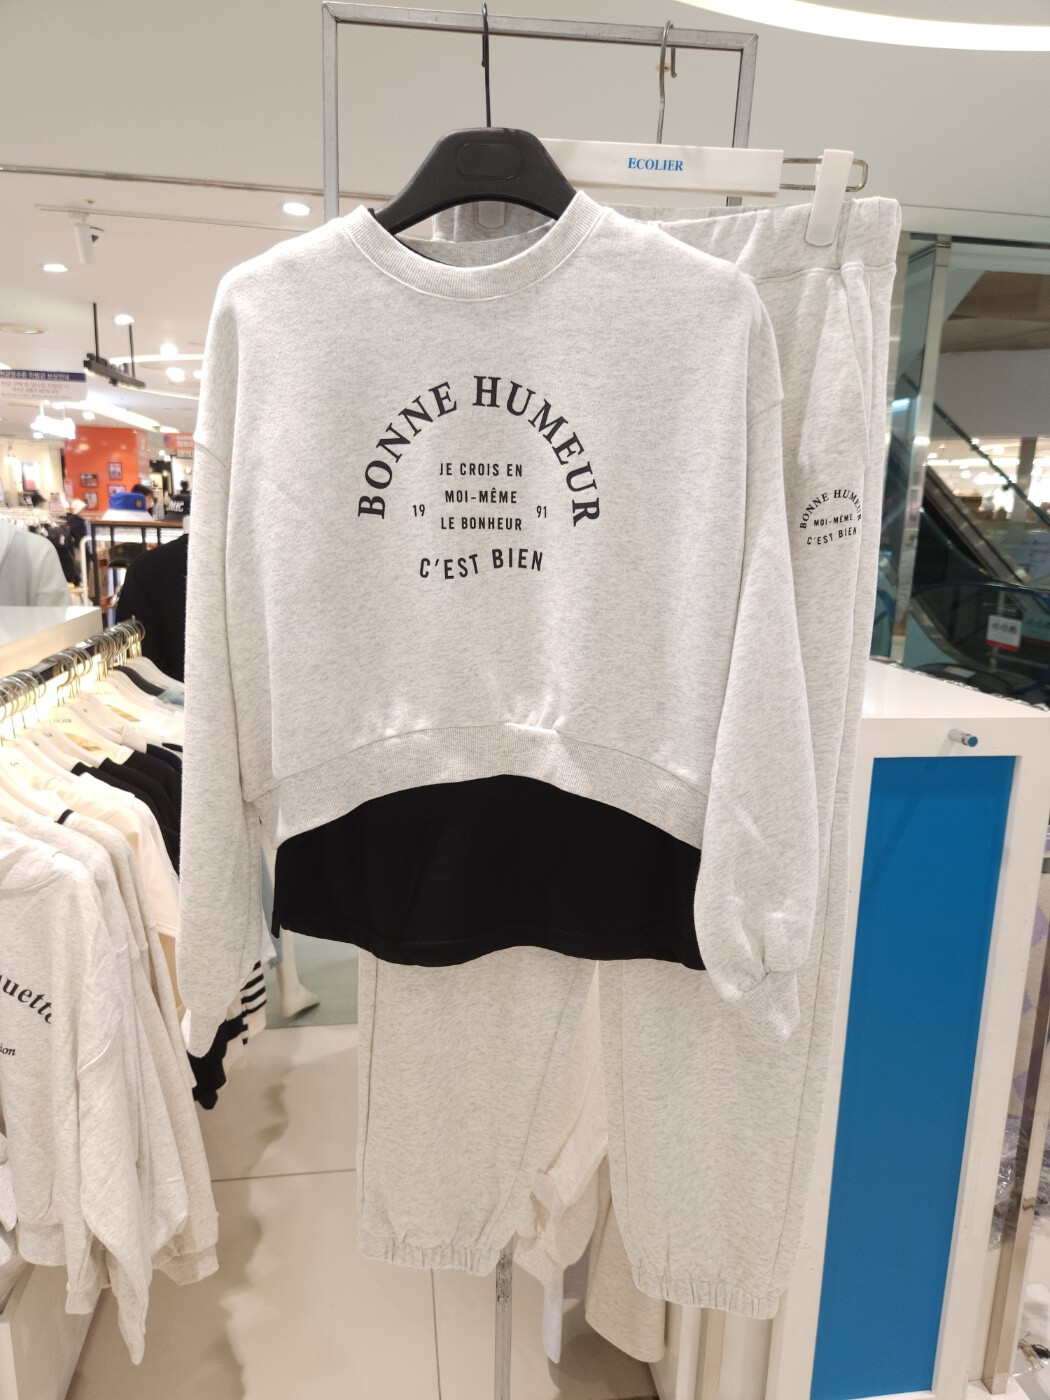 ECOLIER
BONNE HUMEUR
JE CROIS EN
MOI-MÊME
19 91
LE BONHEUR
C'EST BIEN
BONNE HUMEUR
MOI-MÊME
C'EST BIEN